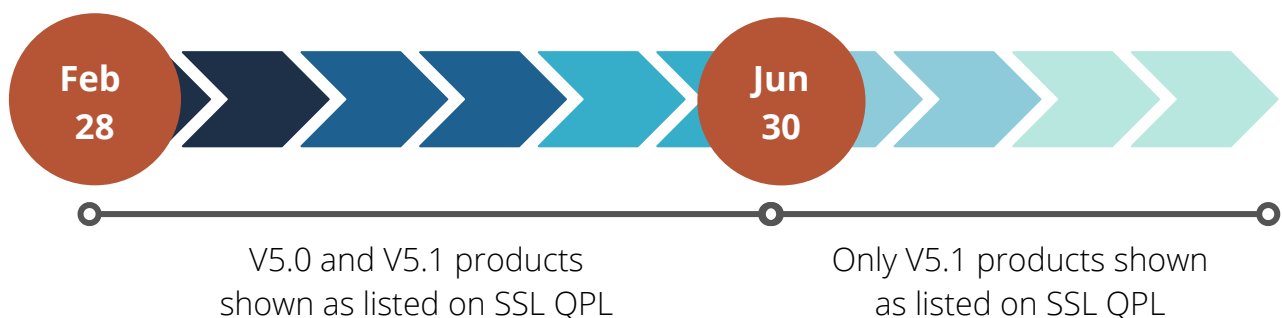 Feb
28
Jun
30
V5.0 and V5.1 products
shown as listed on SSL QPL
Only V5.1 products shown
as listed on SSL QPL